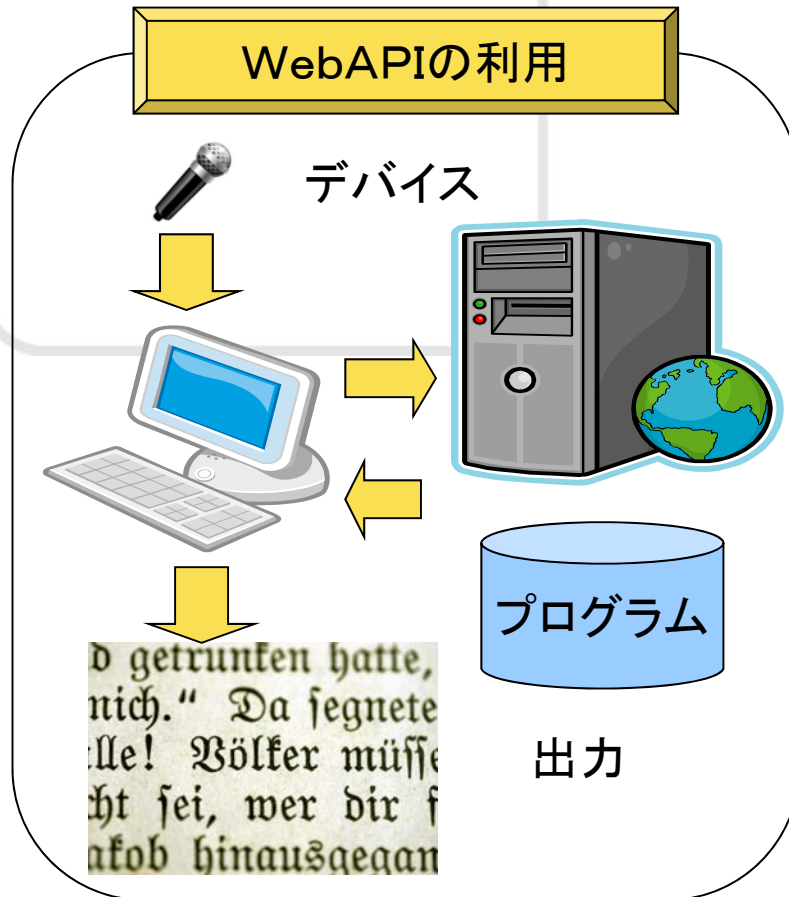 WebAPIの利用
デバイス
プログラム
d getrunken hatte,
mich.“ Da ſegnete
lle! Völker müſſe
cht ſei, wer dir f
akob hinausgegan
出力